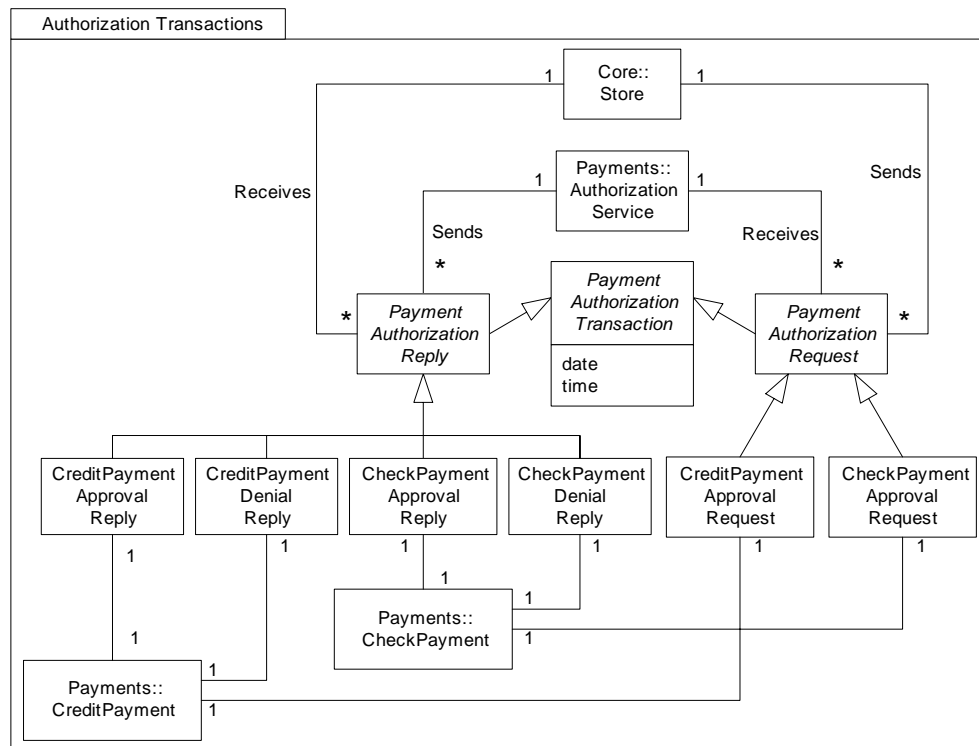 Authorization Transactions
1
Core::
Store
1
Receives
Sends
1
Payments::
Authorization
Service
1
Sends
Receives
*
*
*
Payment
Authorization
Reply
Payment
Authorization
Transaction
date
time
Payment
Authorization
Request
*
CreditPayment
Approval
Reply
CreditPayment
Denial
Reply
CheckPayment
Approval
Reply
CheckPayment
Denial
Reply
CreditPayment
Approval
Request
CheckPayment
Approval
Request
1
1
1
1
1
1
1
Payments::
CheckPayment
1
1
1
Payments::
CreditPayment
1
1